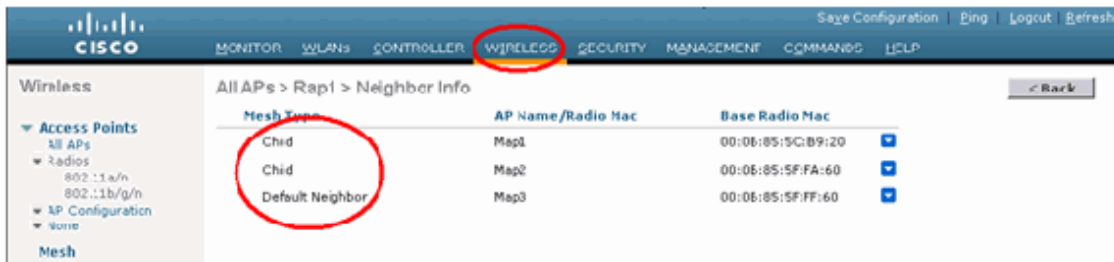 Save Configuration | Ping | Logout | Refresh
CISCO
MONITOR WLANs CONTROLLER WIRELESS SECURITY MANAGEMENT COMMANDS HELP
Wireless
All APs > Rap1 > Neighbor Info
< Back
Mesh Type AP Name/Radio Mac Base Radio Mac
Child Map1 00:0B:85:5C:B9:20
Child Map2 00:0B:85:5F:FA:60
Default Neighbor Map3 00:0B:85:5F:FF:60
Access Points
All APs
Radios
802.11a/n
802.11b/g/n
AP Configuration
None
Mesh